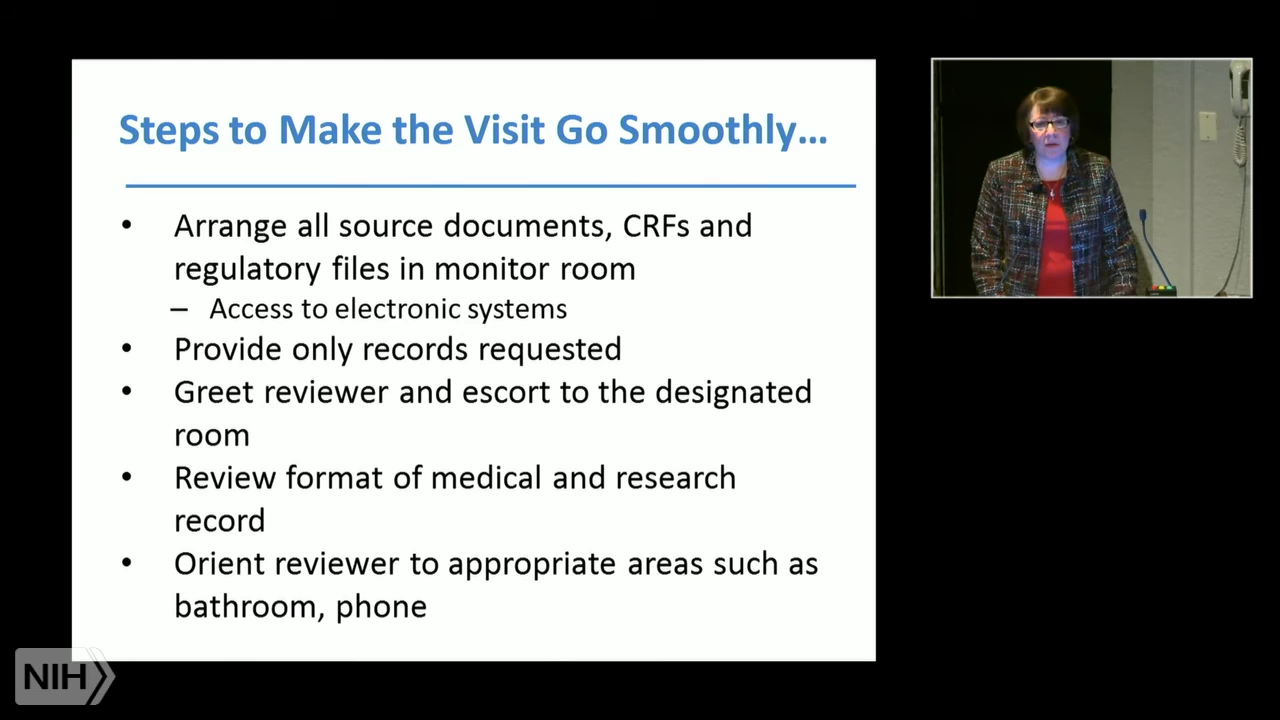 Steps to Make the Visit Go Smoothly…
• Arrange all source documents, CRFs and
regulatory files in monitor room
– Access to electronic systems
• Provide only records requested
• Greet reviewer and escort to the designated
room
• Review format of medical and research
record
• Orient reviewer to appropriate areas such as
bathroom, phone
NIH